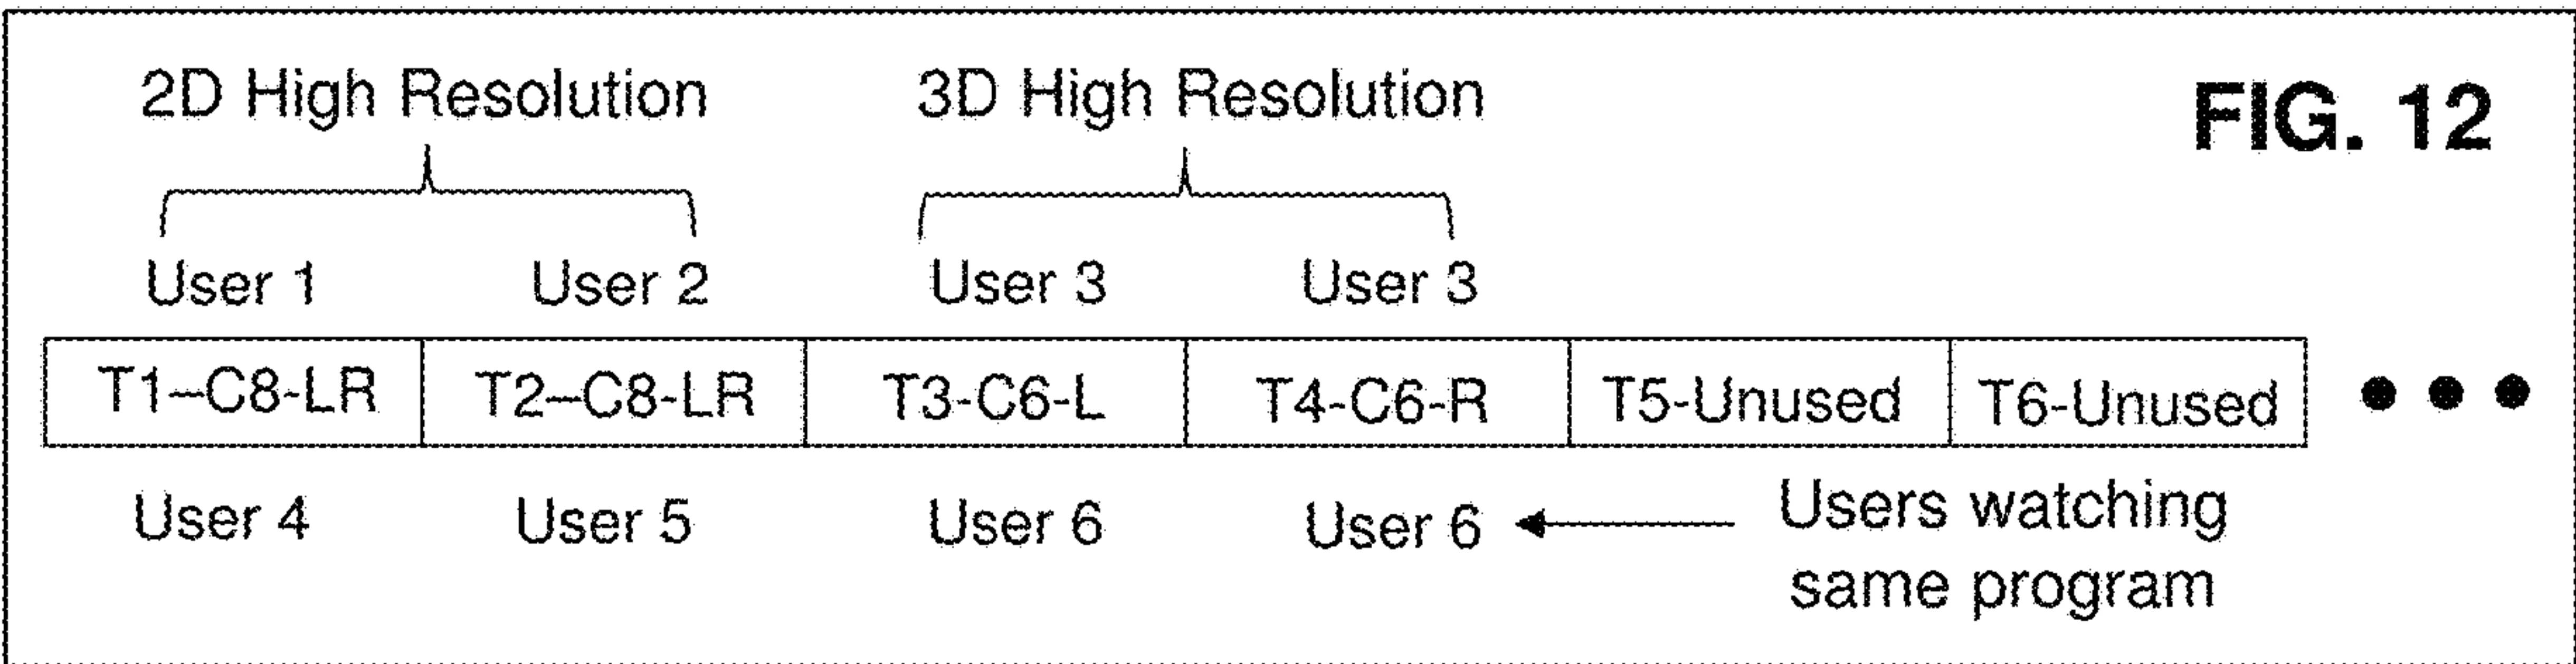 2D High Resolution 3D High Resolution FIG. 12
User 1 User 2 User 3 User 3
T1–C8-LR T2–C8-LR T3-C6-L T4-C6-R T5-Unused T6-Unused
User 4 User 5 User 6 User 6 Users watching
same program